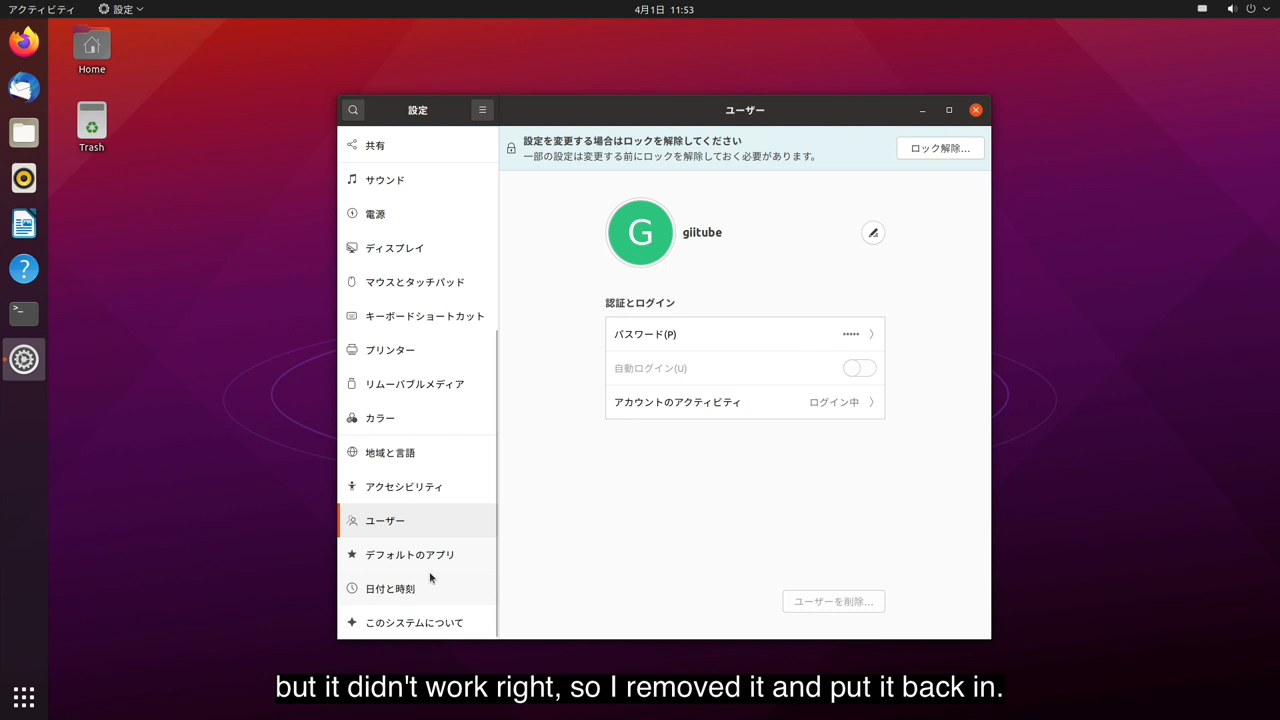 アクティビティ
設定
4月1日 11:53
Home
Trash
設定
ユーザー
共有
サウンド
電源
ディスプレイ
マウスとタッチパッド
キーボードショートカット
プリンター
リムーバブルメディア
カラー
地域と言語
アクセシビリティ
ユーザー
デフォルトのアプリ
日付と時刻
このシステムについて
設定を変更する場合はロックを解除してください
一部の設定は変更する前にロックを解除しておく必要があります。
ロック解除...
G
giitube
認証とログイン
パスワード(P) •••••
自動ログイン(U)
アカウントのアクティビティ ログイン中
ユーザーを削除...
but it didn't work right, so I removed it and put it back in.